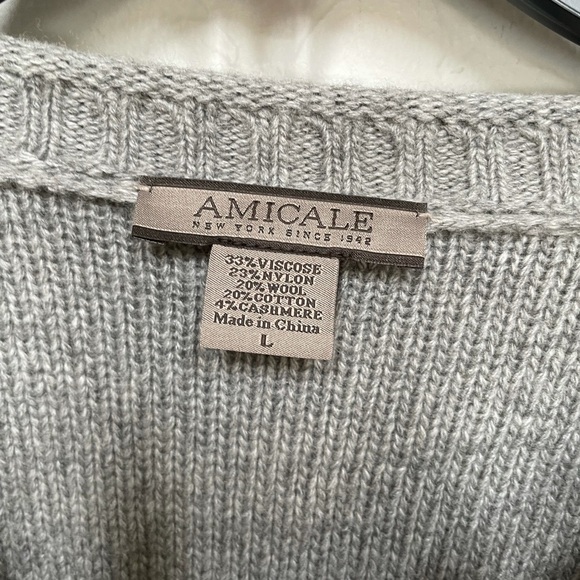 AMICALE
NEW YORK SINCE 1942
33%VISCOSE
23%NYLON
20%WOOL
20%COTTON
4%CASHMERE
Made in China
L